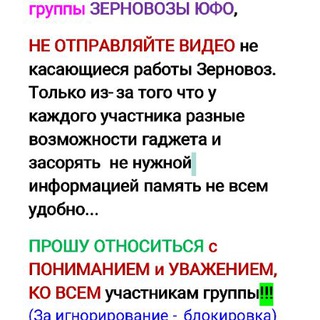 группы ЗЕРНОВОЗЫ ЮФО,
НЕ ОТПРАВЛЯЙТЕ ВИДЕО не
касающиеся работы Зерновоз.
Только из-за того что у
каждого участника разные
возможности гаджета и
засорять не нужной
информацией память не всем
удобно...
ПРОШУ ОТНОСИТЬСЯ с
ПОНИМАНИЕМ и УВАЖЕНИЕМ,
КО ВСЕМ участникам группы!!!
(За игнорирование - блокировка)